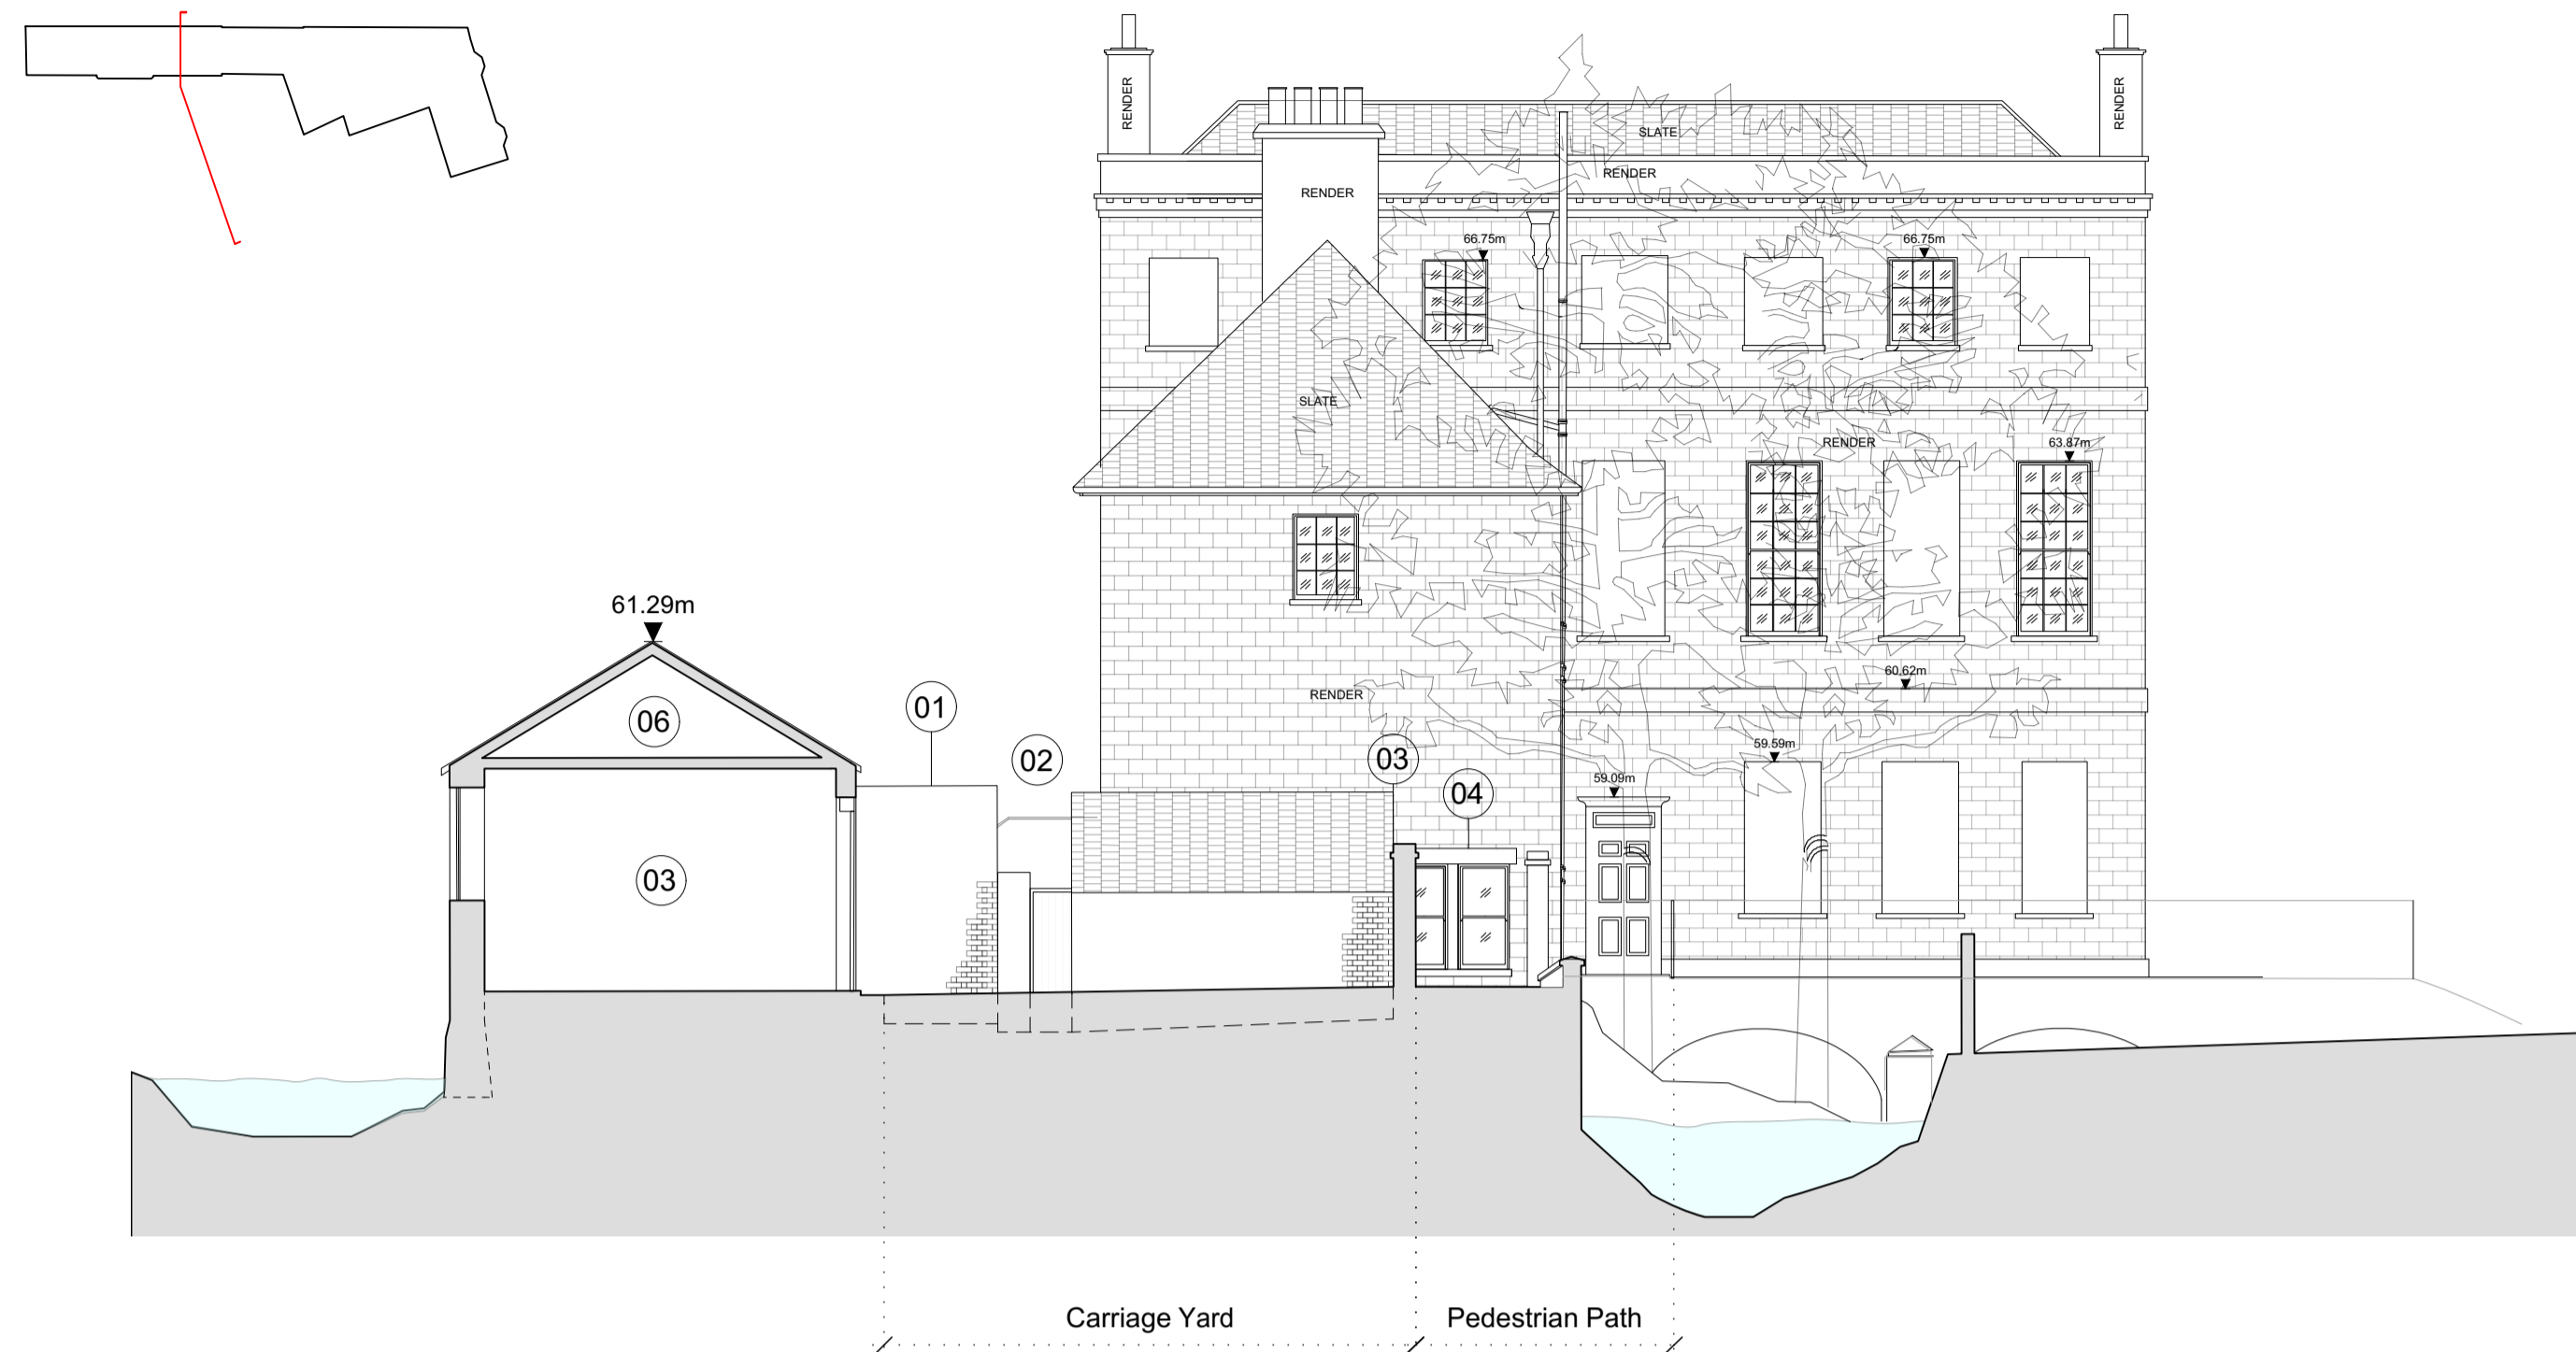 RENDER
RENDER
SLATE
RENDER
RENDER
66.75m
66.75m
SLATE
RENDER
63.87m
61.29m
60.62m
RENDER
01
06
59.59m
02
03
59.09m
04
03
Carriage Yard
Pedestrian Path